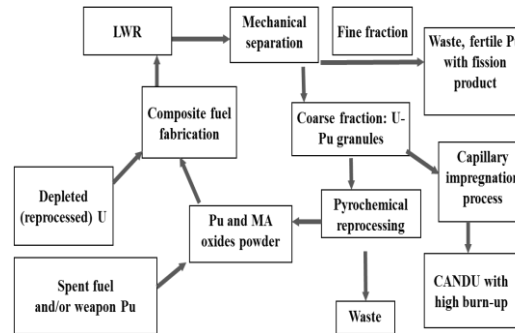 LWR
Mechanical
separation
Fine fraction
Waste, fertile P
with fission
product
Composite fuel
fabrication
Coarse fraction: U-
Pu granules
Capillary
impregnation
process
Depleted
(reprocessed) U
Pu and MA
oxides powder
Pyrochemical
reprocessing
Spent fuel
and/or weapon Pu
Waste
CANDU with
high burn-up